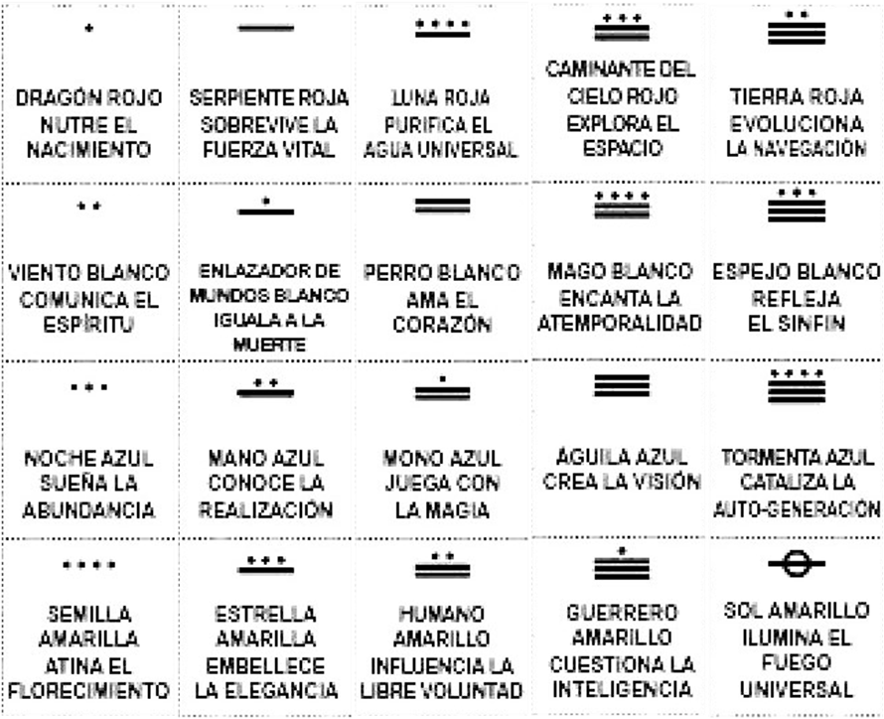 DRAGÓN ROJO
NUTRE EL
NACIMIENTO
SERPIENTE ROJA
SOBREVIVE LA
FUERZA VITAL
LUNA ROJA
PURIFICA EL
AGUA UNIVERSAL
CAMINANTE DEL
CIELO ROJO
EXPLORA EL
ESPACIO
TIERRA ROJA
EVOLUCIONA
LA NAVEGACIÓN
VIENTO BLANCO
COMUNICA EL
ESPÍRITU
ENLAZADOR DE
MUNDOS BLANCO
IGUALA A LA
MUERTE
PERRO BLANCO
AMA EL
CORAZÓN
MAGO BLANCO
ENCANTA LA
ATEMPORALIDAD
ESPEJO BLANCO
REFLEJA
EL SINFIN
NOCHE AZUL
SUEÑA LA
ABUNDANCIA
MANO AZUL
CONOCE LA
REALIZACIÓN
MONO AZUL
JUEGA CON
LA MAGIA
ÁGUILA AZUL
CREA LA VISIÓN
TORMENTA AZUL
CATALIZA LA
AUTO-GENERACIÓN
SEMILLA
AMARILLA
ATINA EL
FLORECIMIENTO
ESTRELLA
AMARILLA
EMBELLECE
LA ELEGANCIA
HUMANO
AMARILLO
INFLUENCIA LA
LIBRE VOLUNTAD
GUERRERO
AMARILLO
CUESTIONA LA
INTELIGENCIA
SOL AMARILLO
ILUMINA EL
FUEGO
UNIVERSAL